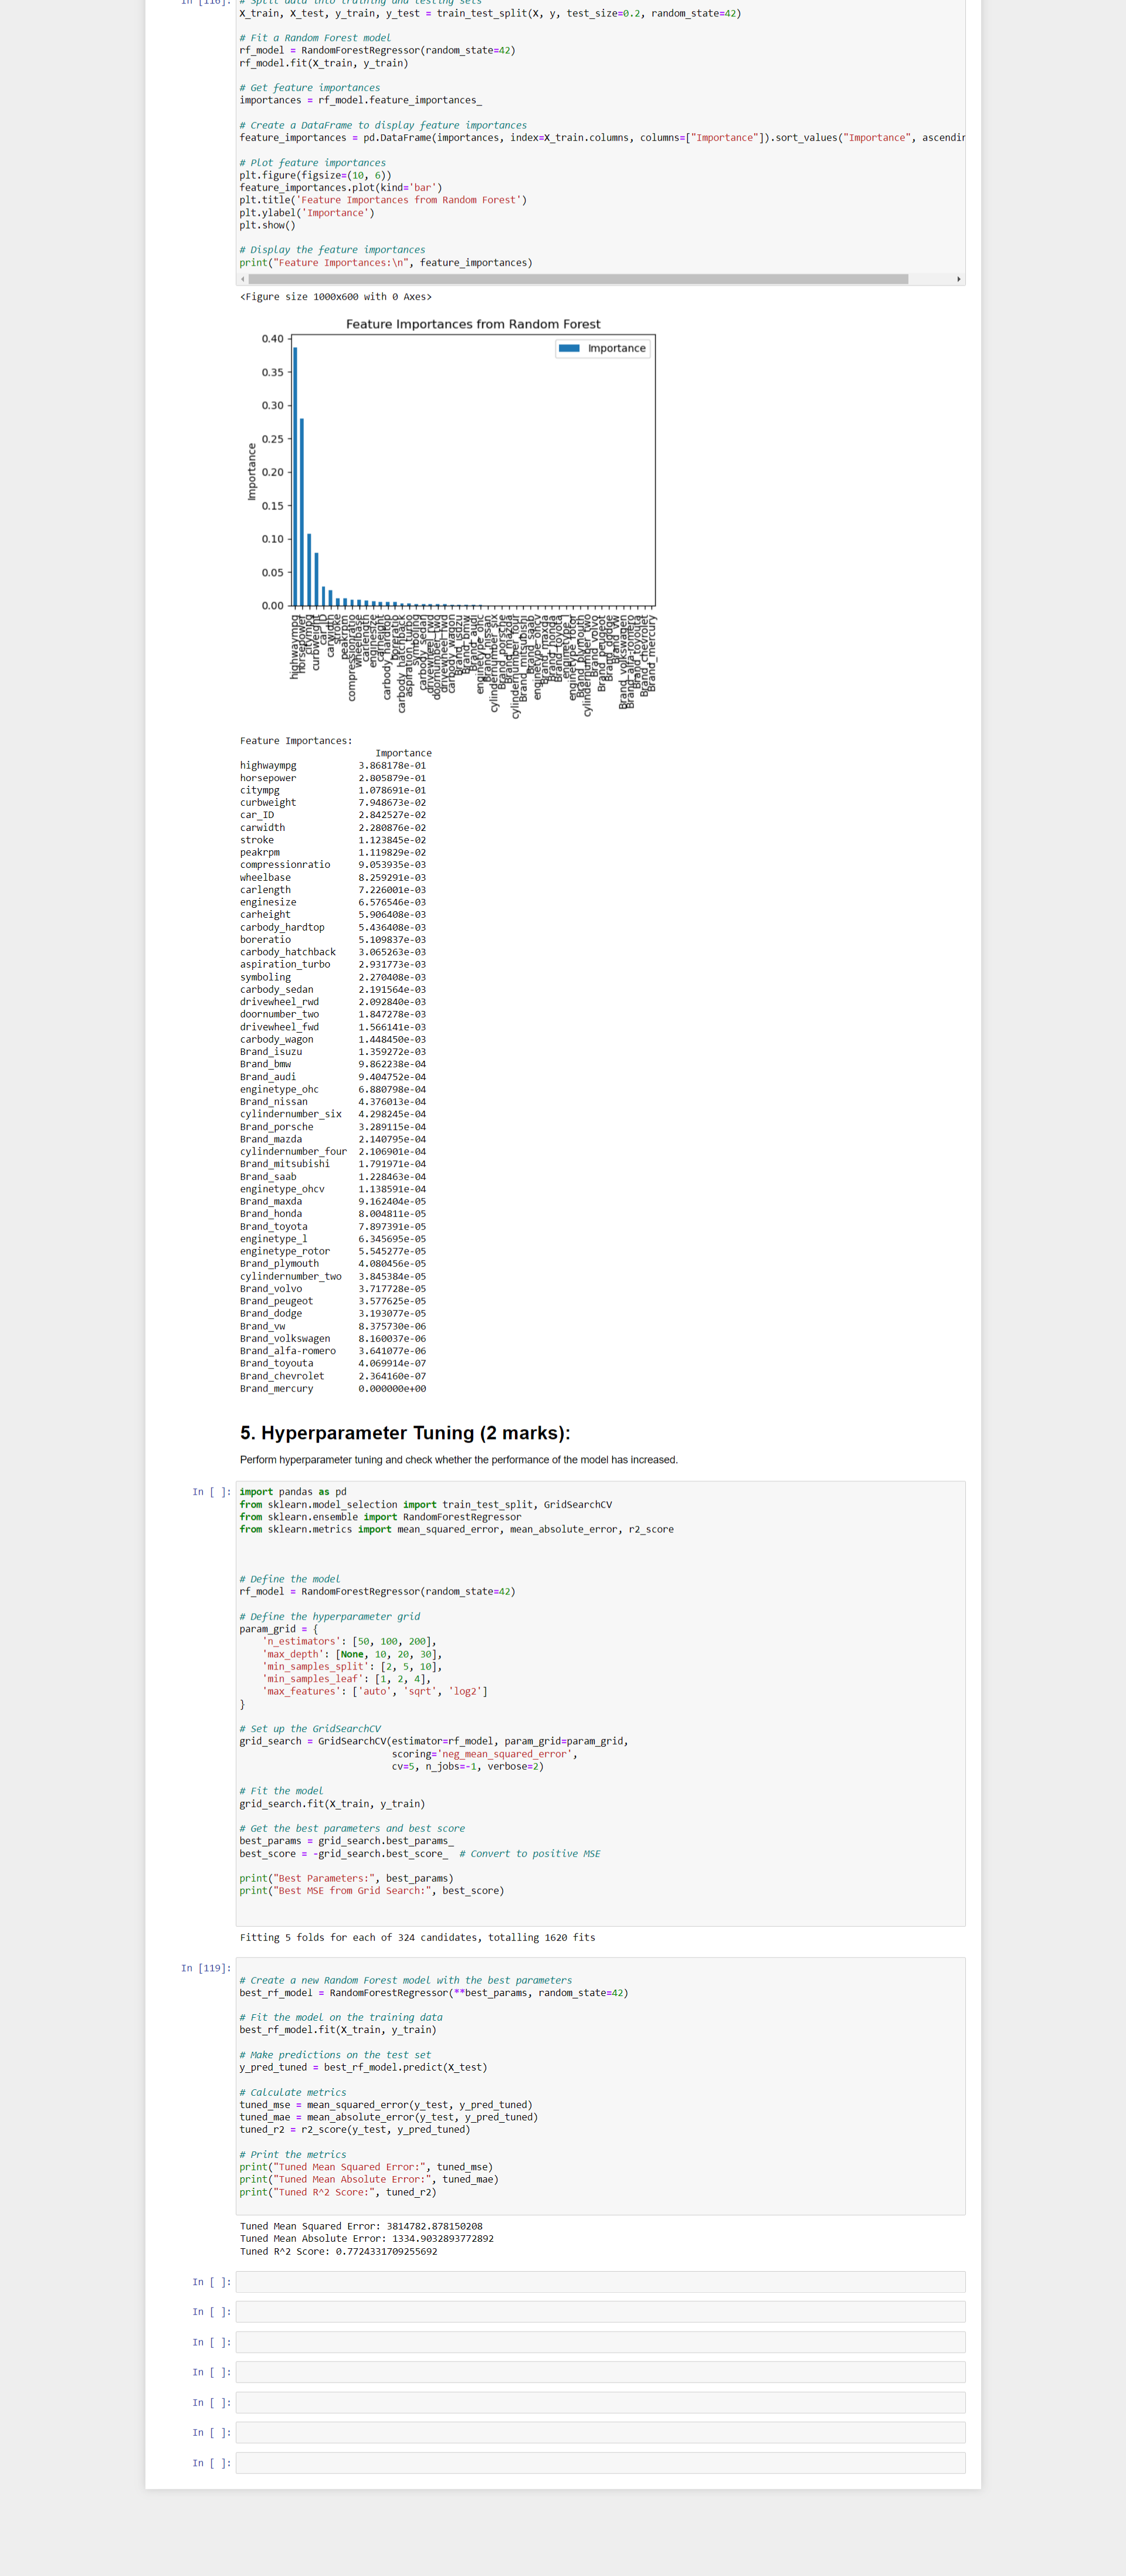 In [116]: # Split data into training and testing sets
X_train, X_test, y_train, y_test = train_test_split(X, y, test_size=0.2, random_state=42)
# Fit a Random Forest model
rf_model = RandomForestRegressor(random_state=42)
rf_model.fit(X_train, y_train)
# Get feature importances
importances = rf_model.feature_importances_
# Create a DataFrame to display feature importances
feature_importances = pd.DataFrame(importances, index=X_train.columns, columns=["Importance"]).sort_values("Importance", ascendin
# Plot feature importances
plt.figure(figsize=(10, 6))
feature_importances.plot(kind='bar')
plt.title('Feature Importances from Random Forest')
plt.ylabel('Importance')
plt.show()
# Display the feature importances
print("Feature Importances:\n", feature_importances)
<Figure size 1000x600 with 0 Axes>
Feature Importances from Random Forest
Importance
0.40
0.35
0.30
0.25
0.20
0.15
0.10
0.05
0.00
Importance
highwaympg
horsepower
citympg
curbweight
car_ID
carwidth
stroke
peakrpm
compressionratio
wheelbase
carlength
enginesize
carheight
carbody_hardtop
boreratio
carbody_hatchback
aspiration_turbo
symboling
carbody_sedan
drivewheel_rwd
doornumber_two
drivewheel_fwd
carbody_wagon
Brand_isuzu
Brand_bmw
Brand_audi
enginetype_ohc
Brand_nissan
cylindernumber_six
Brand_porsche
Brand_mazda
cylindernumber_four
Brand_mitsubishi
Brand_saab
enginetype_ohcv
Brand_maxda
Brand_honda
Brand_toyota
enginetype_l
enginetype_rotor
Brand_plymouth
cylindernumber_two
Brand_volvo
Brand_peugeot
Brand_dodge
Brand_vw
Brand_volkswagen
Brand_alfa-romero
Brand_toyouta
Brand_chevrolet
Brand_mercury
Feature Importances:
Importance
highwaympg 3.868178e-01
horsepower 2.805879e-01
citympg 1.078691e-01
curbweight 7.948673e-02
car_ID 2.842527e-02
carwidth 2.280876e-02
stroke 1.123845e-02
peakrpm 1.119829e-02
compressionratio 9.053935e-03
wheelbase 8.259291e-03
carlength 7.226001e-03
enginesize 6.576546e-03
carheight 5.906408e-03
carbody_hardtop 5.436408e-03
boreratio 5.109837e-03
carbody_hatchback 3.065263e-03
aspiration_turbo 2.931773e-03
symboling 2.270408e-03
carbody_sedan 2.191564e-03
drivewheel_rwd 2.092840e-03
doornumber_two 1.847278e-03
drivewheel_fwd 1.566141e-03
carbody_wagon 1.448450e-03
Brand_isuzu 1.359272e-03
Brand_bmw 9.862238e-04
Brand_audi 9.404752e-04
enginetype_ohc 6.880798e-04
Brand_nissan 4.376013e-04
cylindernumber_six 4.298245e-04
Brand_porsche 3.289115e-04
Brand_mazda 2.140795e-04
cylindernumber_four 2.106901e-04
Brand_mitsubishi 1.791971e-04
Brand_saab 1.228463e-04
enginetype_ohcv 1.138591e-04
Brand_maxda 9.162404e-05
Brand_honda 8.004811e-05
Brand_toyota 7.897391e-05
enginetype_l 6.345695e-05
enginetype_rotor 5.545277e-05
Brand_plymouth 4.080456e-05
cylindernumber_two 3.845384e-05
Brand_volvo 3.717728e-05
Brand_peugeot 3.577625e-05
Brand_dodge 3.193077e-05
Brand_vw 8.375730e-06
Brand_volkswagen 8.160037e-06
Brand_alfa-romero 3.641077e-06
Brand_toyouta 4.069914e-07
Brand_chevrolet 2.364160e-07
Brand_mercury 0.000000e+00
5. Hyperparameter Tuning (2 marks):
Perform hyperparameter tuning and check whether the performance of the model has increased.
In [ ]: import pandas as pd
from sklearn.model_selection import train_test_split, GridSearchCV
from sklearn.ensemble import RandomForestRegressor
from sklearn.metrics import mean_squared_error, mean_absolute_error, r2_score
# Define the model
rf_model = RandomForestRegressor(random_state=42)
# Define the hyperparameter grid
param_grid = {
'n_estimators': [50, 100, 200],
'max_depth': [None, 10, 20, 30],
'min_samples_split': [2, 5, 10],
'min_samples_leaf': [1, 2, 4],
'max_features': ['auto', 'sqrt', 'log2']
}
# Set up the GridSearchCV
grid_search = GridSearchCV(estimator=rf_model, param_grid=param_grid,
scoring='neg_mean_squared_error',
cv=5, n_jobs=-1, verbose=2)
# Fit the model
grid_search.fit(X_train, y_train)
# Get the best parameters and best score
best_params = grid_search.best_params_
best_score = -grid_search.best_score_ # Convert to positive MSE
print("Best Parameters:", best_params)
print("Best MSE from Grid Search:", best_score)
Fitting 5 folds for each of 324 candidates, totalling 1620 fits
In [119]:
# Create a new Random Forest model with the best parameters
best_rf_model = RandomForestRegressor(**best_params, random_state=42)
# Fit the model on the training data
best_rf_model.fit(X_train, y_train)
# Make predictions on the test set
y_pred_tuned = best_rf_model.predict(X_test)
# Calculate metrics
tuned_mse = mean_squared_error(y_test, y_pred_tuned)
tuned_mae = mean_absolute_error(y_test, y_pred_tuned)
tuned_r2 = r2_score(y_test, y_pred_tuned)
# Print the metrics
print("Tuned Mean Squared Error:", tuned_mse)
print("Tuned Mean Absolute Error:", tuned_mae)
print("Tuned R^2 Score:", tuned_r2)
Tuned Mean Squared Error: 3814782.878150208
Tuned Mean Absolute Error: 1334.9032893772892
Tuned R^2 Score: 0.7724331709255692
In [ ]:
In [ ]:
In [ ]:
In [ ]:
In [ ]:
In [ ]:
In [ ]: